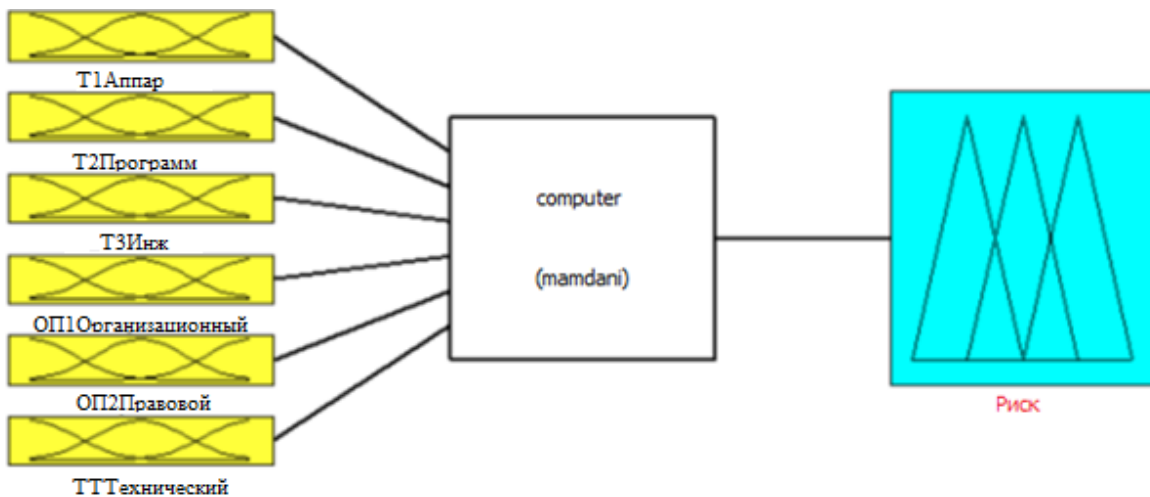 Т1Аппар
Т2Программ
Т3Инж
ОП1Организационный
ОП2Правовой
ТТТехнический
computer
(mamdani)
Риск